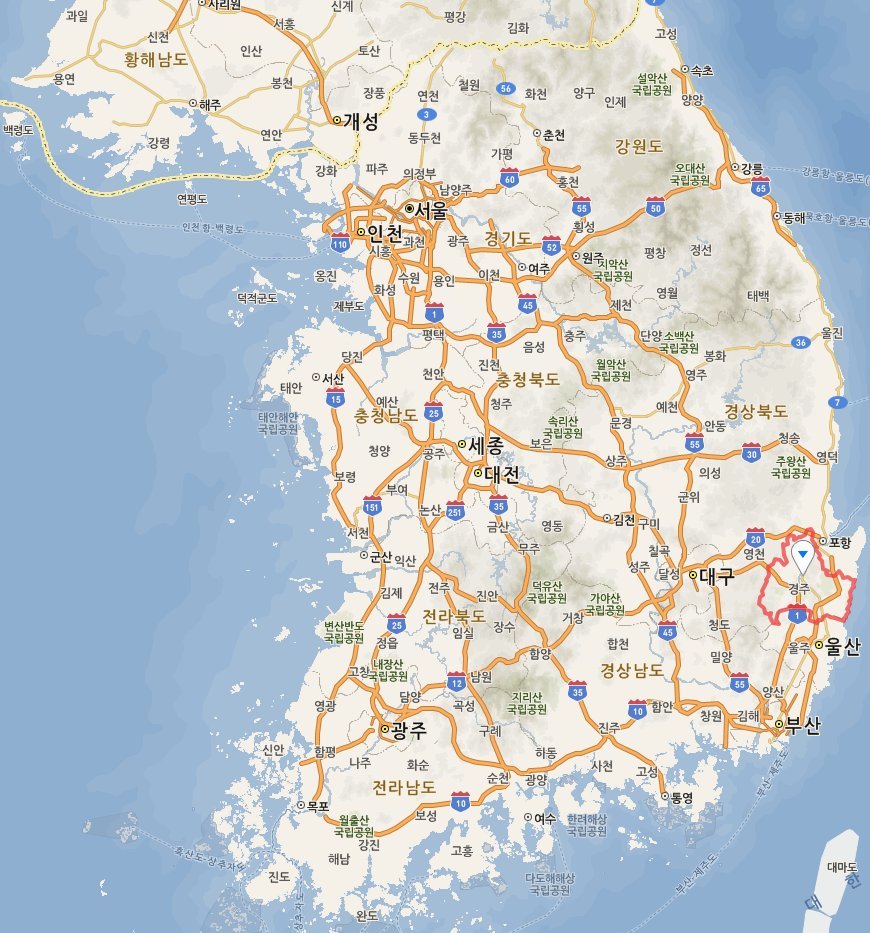 과일
사리원
신계
평강
김화
고성
신천
서흥
황해남도
인산
토산
속초
용연
봉천
장풍
연천
철원
56
화천
양구
인제
설악산
국립공원
양양
해주
3
개성
백령도
강령
연안
동두천
춘천
강원도
강화
파주
의정부
가평
오대산
국립공원
강릉
60
홍천
65
연평도
남양주
서울
55
50
동해
인천항-백령도
인천
과천
광주
경기도
횡성
110
시흥
52
원주
평창
정선
옹진
수원
용인
이천
여주
치악산
국립공원
덕적군도
화성
제부도
1
45
제천
영월
태백
평택
35
음성
충주
단양
소백산
국립공원
36
울진
당진
천안
진천
월악산
국립공원
봉화
영주
태안
서산
충청북도
15
예산
청주
7
충청남도
25
문경
예천
경상북도
태안해안
국립공원
속리산
국립공원
안동
청양
공주
세종
보은
55
청송
상주
30
영덕
보령
대전
의성
주왕산
국립공원
부여
군위
151
논산
251
35
금산
영동
김천
구미
서천
20
포항
군산
익산
무주
칠곡
영천
성주
달성
대구
김제
전주
진안
덕유산
국립공원
가야산
국립공원
경주
변산반도
국립공원
25
전라북도
장수
거창
1
정읍
임실
45
청도
합천
울주
울산
내장산
국립공원
함양
밀양
고창
남원
경상남도
담양
12
지리산
국립공원
35
55
양산
영광
곡성
10
함안
창원
김해
부산
광주
구례
진주
신안
함평
나주
화순
하동
사천
고성
순천
광양
전라남도
통영
목포
10
월출산
국립공원
보성
여수
한려해상
국립공원
강진
해남
고흥
진도
다도해해상
국립공원
대마도
완도
부산-제주도
부산-제주도
대
한